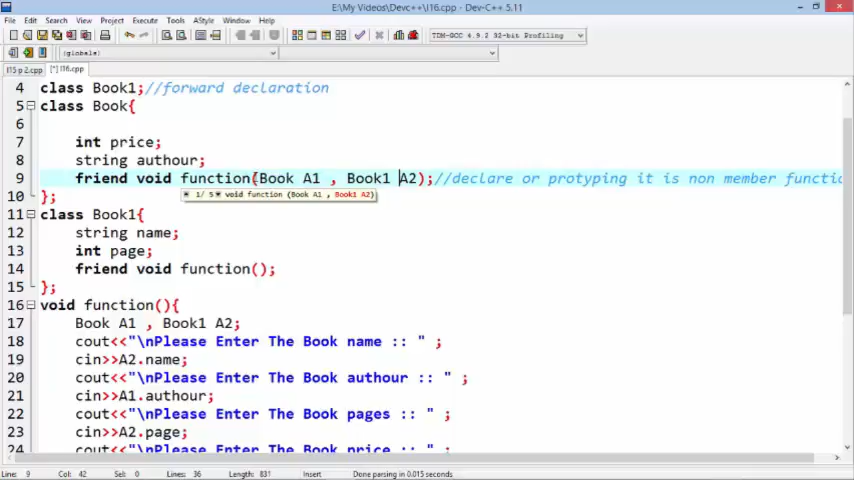 E:\My Videos\Devc++\i16.cpp - Dev-C++ 5.11
File Edit Search View Project Execute Tools AStyle Window Help
TDM-GCC 4.9.2 32-bit Profiling
(globals)
i15 p 2.cpp [*] i16.cpp
4 class Book1;//forward declaration
5 class Book{
6
7 int price;
8 string authour;
9 friend void function(Book A1 , Book1 A2);//declare or protyping it is non member functio
1/ 5 void function (Book A1 , Book1 A2)
10 };
11 class Book1{
12 string name;
13 int page;
14 friend void function();
15 };
16 void function(){
17 Book A1 , Book1 A2;
18 cout<<"\nPlease Enter The Book name :: " ;
19 cin>>A2.name;
20 cout<<"\nPlease Enter The Book authour :: " ;
21 cin>>A1.authour;
22 cout<<"\nPlease Enter The Book pages :: " ;
23 cin>>A2.page;
24 cout<<"\nPlease Enter The Book price :: " ;
Line: 9 Col: 42 Sel: 0 Lines: 36 Length: 831 Insert Done parsing in 0.015 seconds